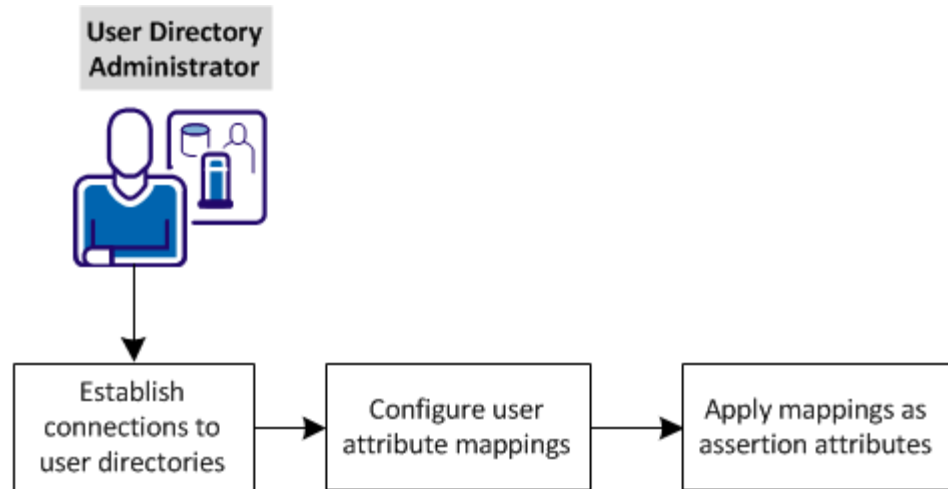 User Directory
Administrator
Establish
connections to
user directories
Configure user
attribute mappings
Apply mappings as
assertion attributes